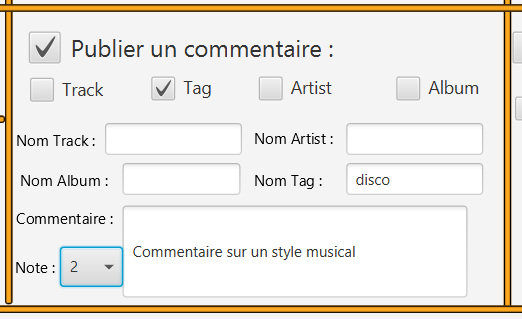 Publier un commentaire :
Track Tag Artist Album
Nom Track : Nom Artist :
Nom Album : Nom Tag : disco
Commentaire :
Commentaire sur un style musical
Note : 2